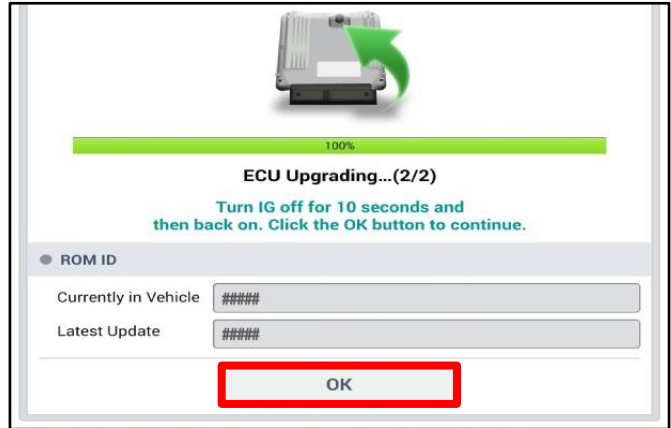 100%
ECU Upgrading...(2/2)
Turn IG off for 10 seconds and
then back on. Click the OK button to continue.
ROM ID
Currently in Vehicle #####
Latest Update #####
OK